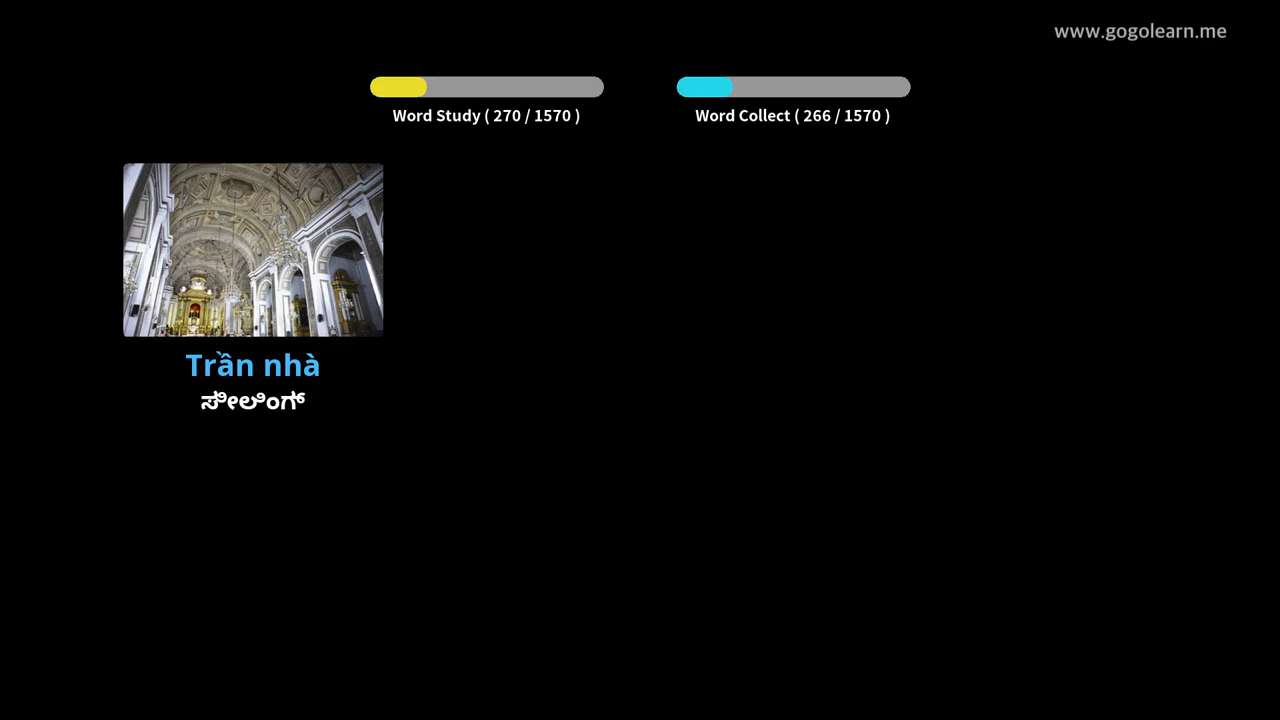 www.gogolearn.me
Word Study ( 270 / 1570 )
Word Collect ( 266 / 1570 )
Trần nhà
ಸೀಲಿಂಗ್